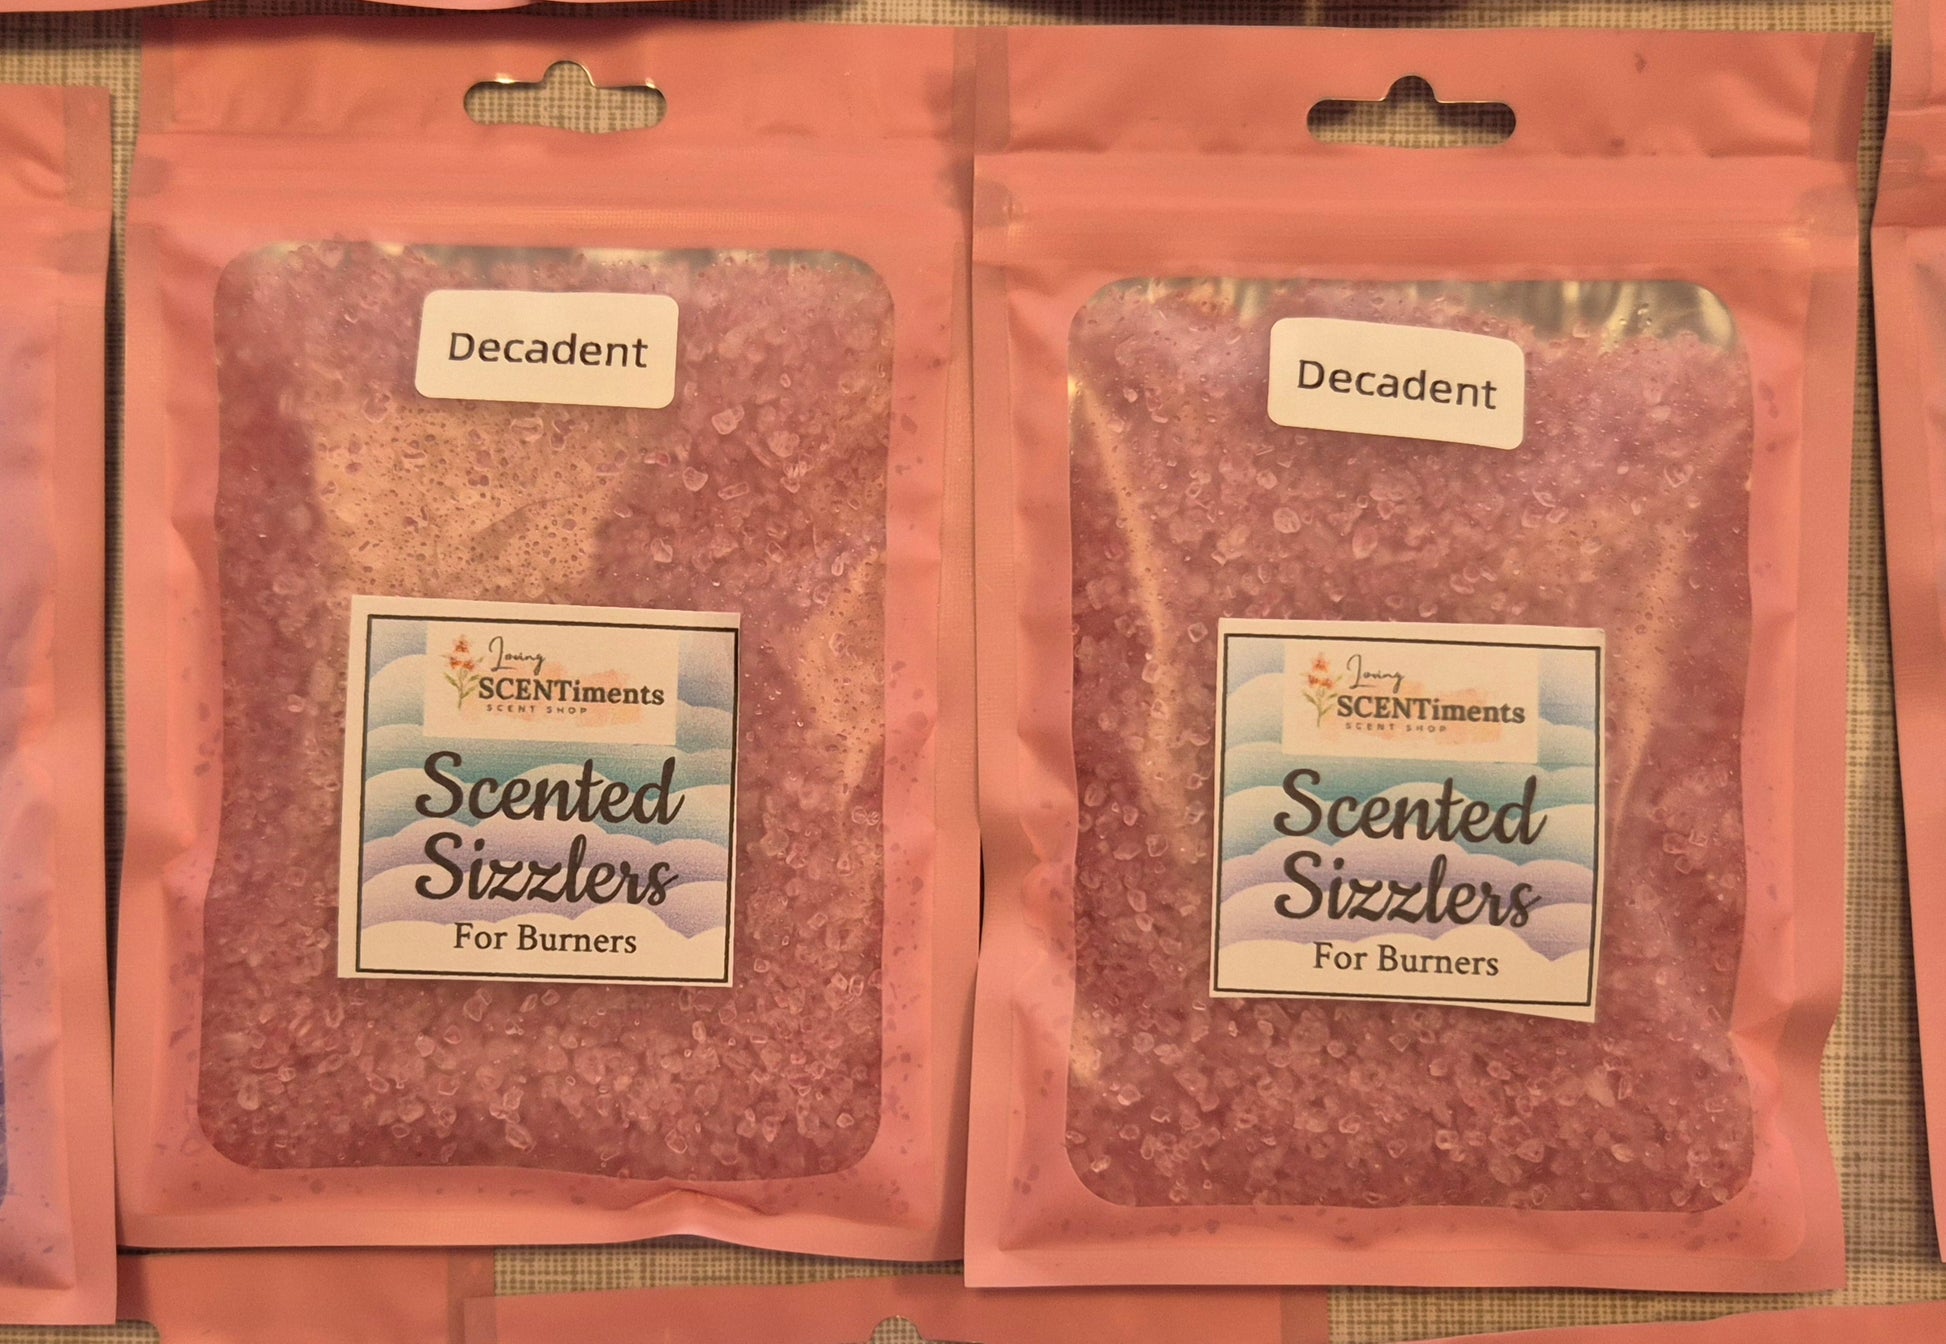 Decadent
Loving
SCENTiments
SCENT SHOP
Scented
Sizzlers
For Burners
Decadent
Loving
SCENTiments
SCENT SHOP
Scented
Sizzlers
For Burners